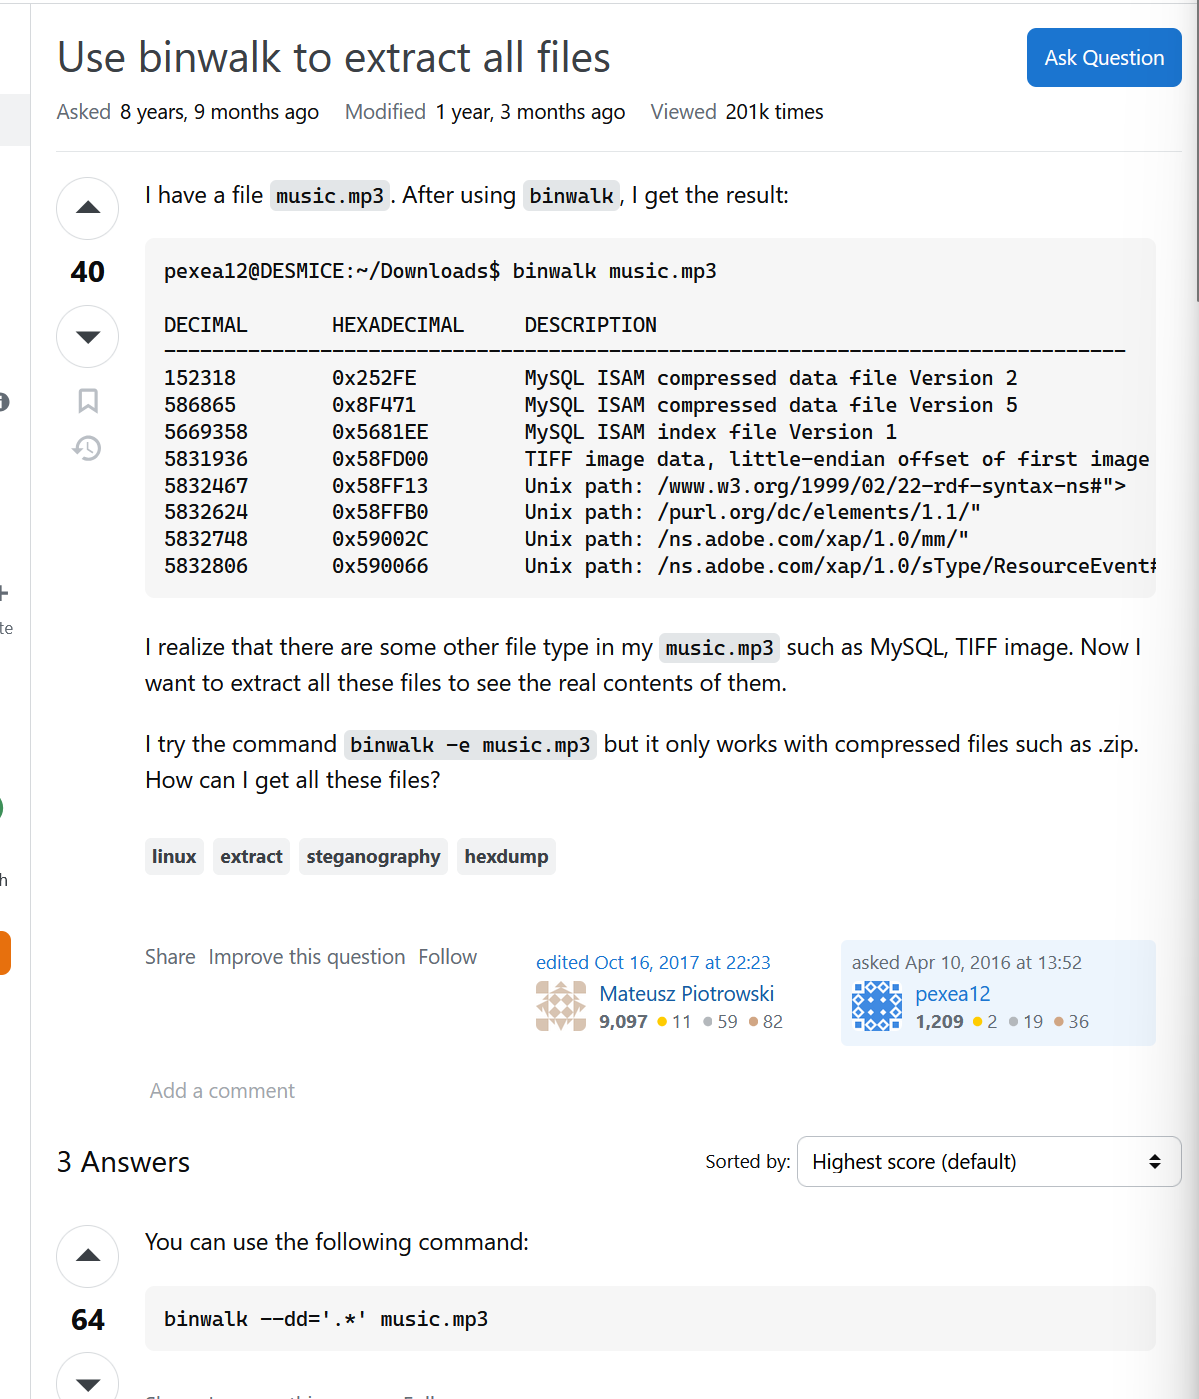 Use binwalk to extract all files
Ask Question
Asked 8 years, 9 months ago Modified 1 year, 3 months ago Viewed 201k times
I have a file music.mp3. After using binwalk, I get the result:
40
pexea12@DESMICE:~/Downloads$ binwalk music.mp3
DECIMAL HEXADECIMAL DESCRIPTION
--------------------------------------------------------------------------------
152318 0x252FE MySQL ISAM compressed data file Version 2
586865 0x8F471 MySQL ISAM compressed data file Version 5
5669358 0x5681EE MySQL ISAM index file Version 1
5831936 0x58FD00 TIFF image data, little-endian offset of first image
5832467 0x58FF13 Unix path: /www.w3.org/1999/02/22-rdf-syntax-ns#">
5832624 0x58FFB0 Unix path: /purl.org/dc/elements/1.1/"
5832748 0x59002C Unix path: /ns.adobe.com/xap/1.0/mm/"
5832806 0x590066 Unix path: /ns.adobe.com/xap/1.0/sType/ResourceEvent#
te
I realize that there are some other file type in my music.mp3 such as MySQL, TIFF image. Now I
want to extract all these files to see the real contents of them.
I try the command binwalk -e music.mp3 but it only works with compressed files such as .zip.
How can I get all these files?
linux extract steganography hexdump
h
Share Improve this question Follow
edited Oct 16, 2017 at 22:23
Mateusz Piotrowski
9,097 11 59 82
asked Apr 10, 2016 at 13:52
pexea12
1,209 2 19 36
Add a comment
3 Answers
Sorted by: Highest score (default)
You can use the following command:
64
binwalk --dd='.*' music.mp3